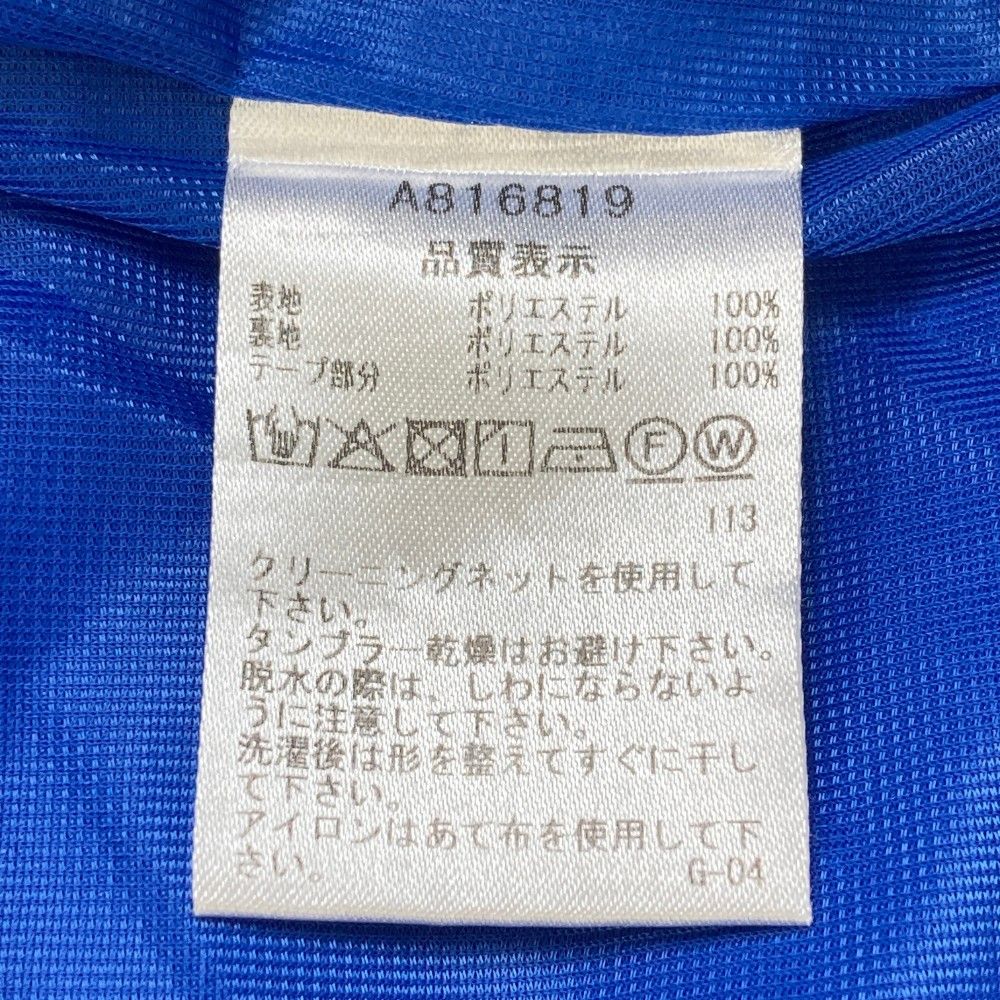 A816819
品質表示
表地 ポリエステル 100%
裏地 ポリエステル 100%
テープ部分 ポリエステル 100%
F W
113
クリーニングネットを使用して
下さい。
タンブラー乾燥はお避け下さい。
脱水の際は、しわにならないよ
うに注意して下さい。
洗濯後は形を整えてすぐに干し
て下さい。
アイロンはあて布を使用して下
さい。 G-04